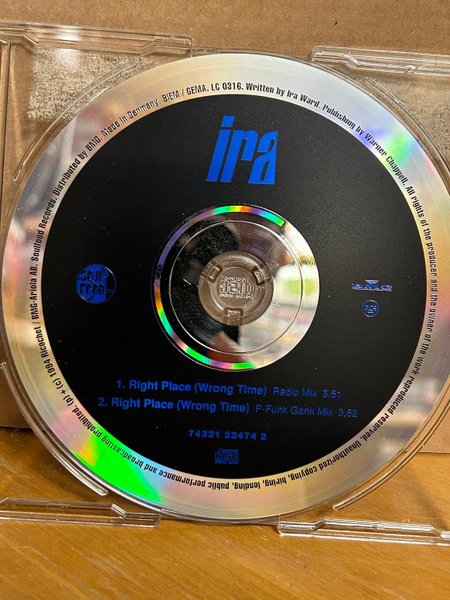 ira
1. Right Place (Wrong Time) Radio Mix 3.51
2. Right Place (Wrong Time) P-Funk Gank Mix 3.52
74321 22474 2
(p) + (c) 1994 Ricochet / BMG-Ariola AB. Soulfood Records. Distributed by BMG. Made in Germany. BIEM / GEMA. LC 0316. Written by Ira Ward. Publishing by Warner Chappell. All rights of the producer and the owner of the work reproduced reserved. Unauthorized copying, hiring, lending, public performance and broadcasting prohibited.